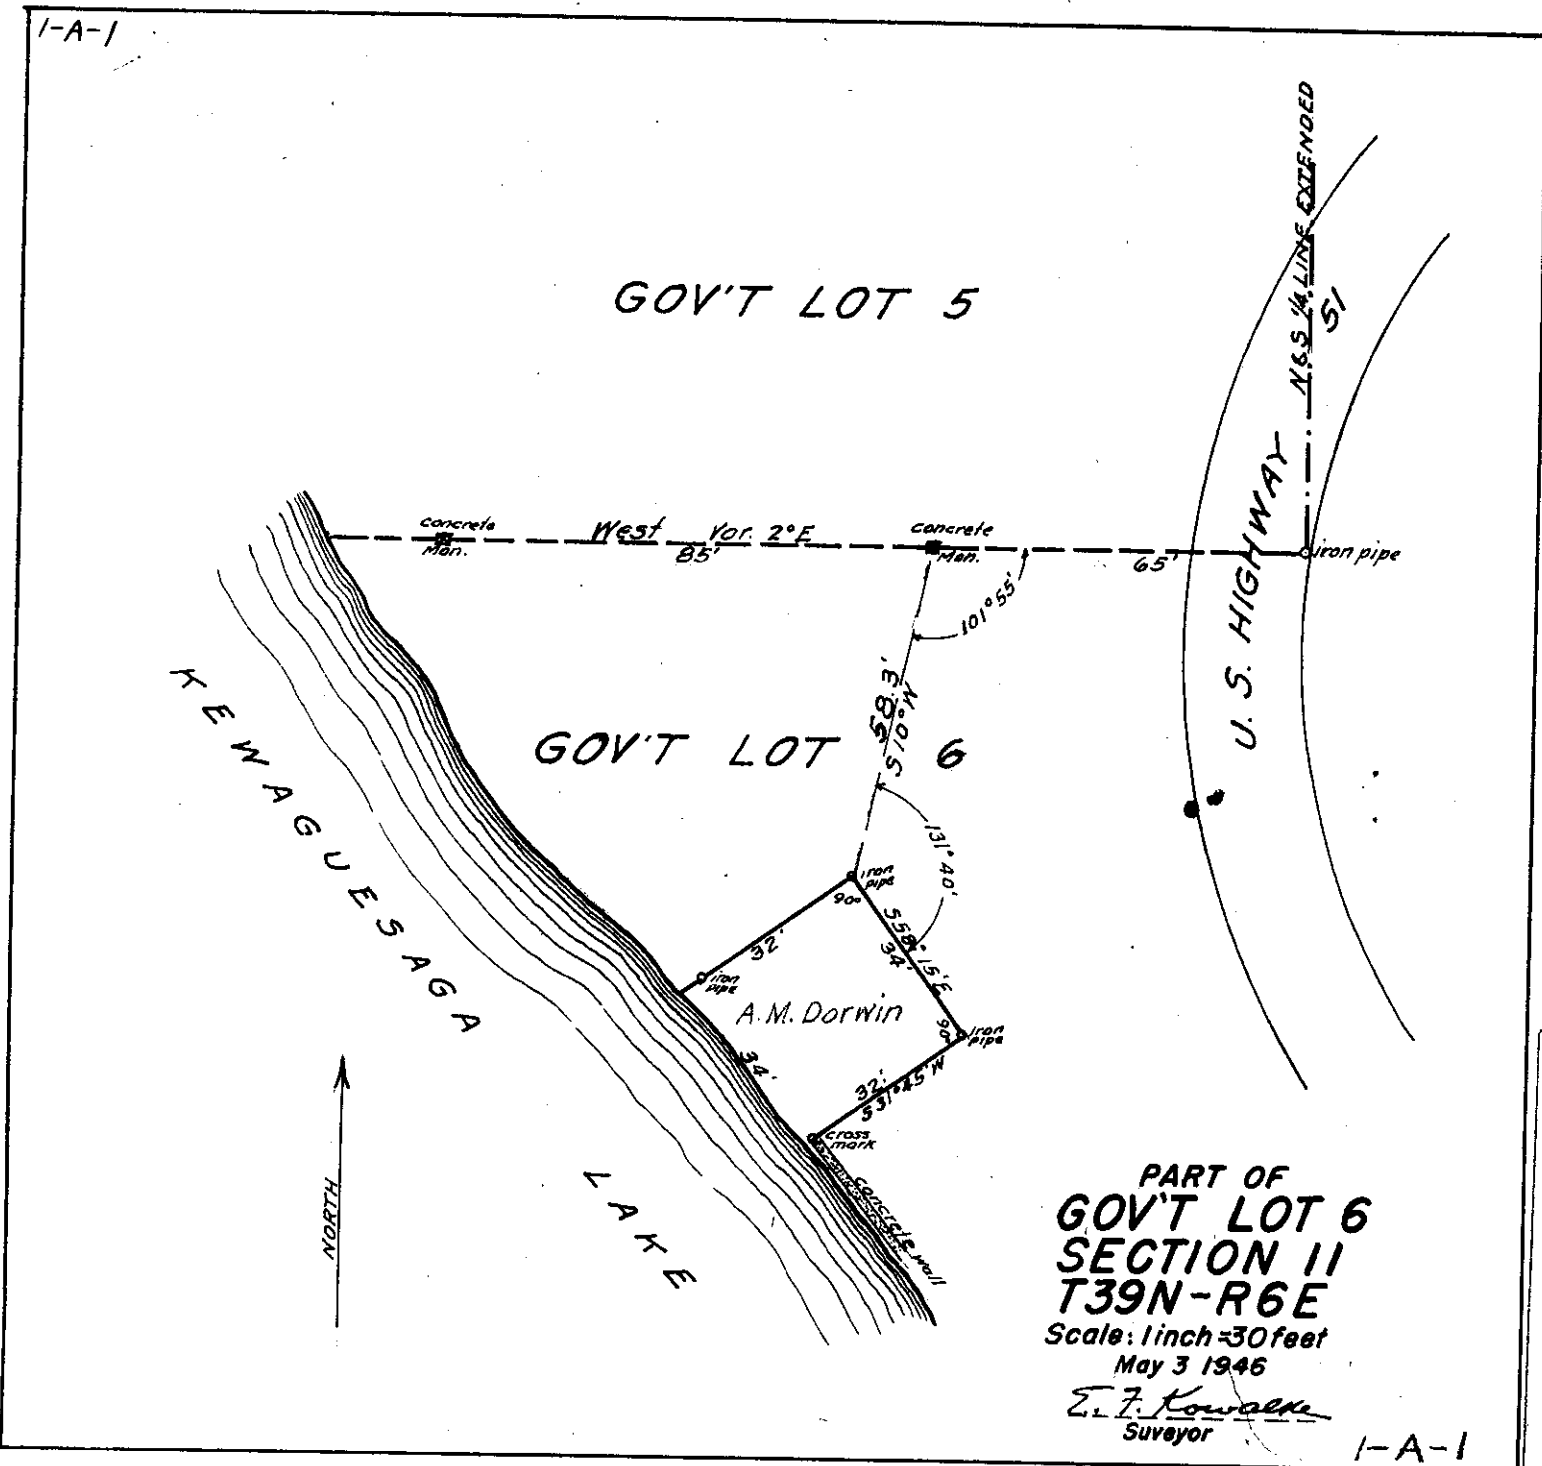 1-A-1
N&S 1/4 LINE EXTENDED
51
GOV'T LOT 5
U. S. HIGHWAY
concrete
Mon.
West Var. 2°E
85'
concrete
Mon.
65'
iron pipe
101°55'
58.3'
S10°W
GOV'T LOT 6
131°40'
KEWAGUESAGA
LAKE
iron
pipe
90°
S58°15'E
34'
32'
iron
pipe
A.M. Dorwin
90°
iron
pipe
34'
32'
S31°45'W
cross
mark
concrete wall
NORTH
PART OF
GOV'T LOT 6
SECTION 11
T39N-R6E
Scale: 1 inch = 30 feet
May 3 1946
E. F. Kowalke
Suveyor
1-A-1